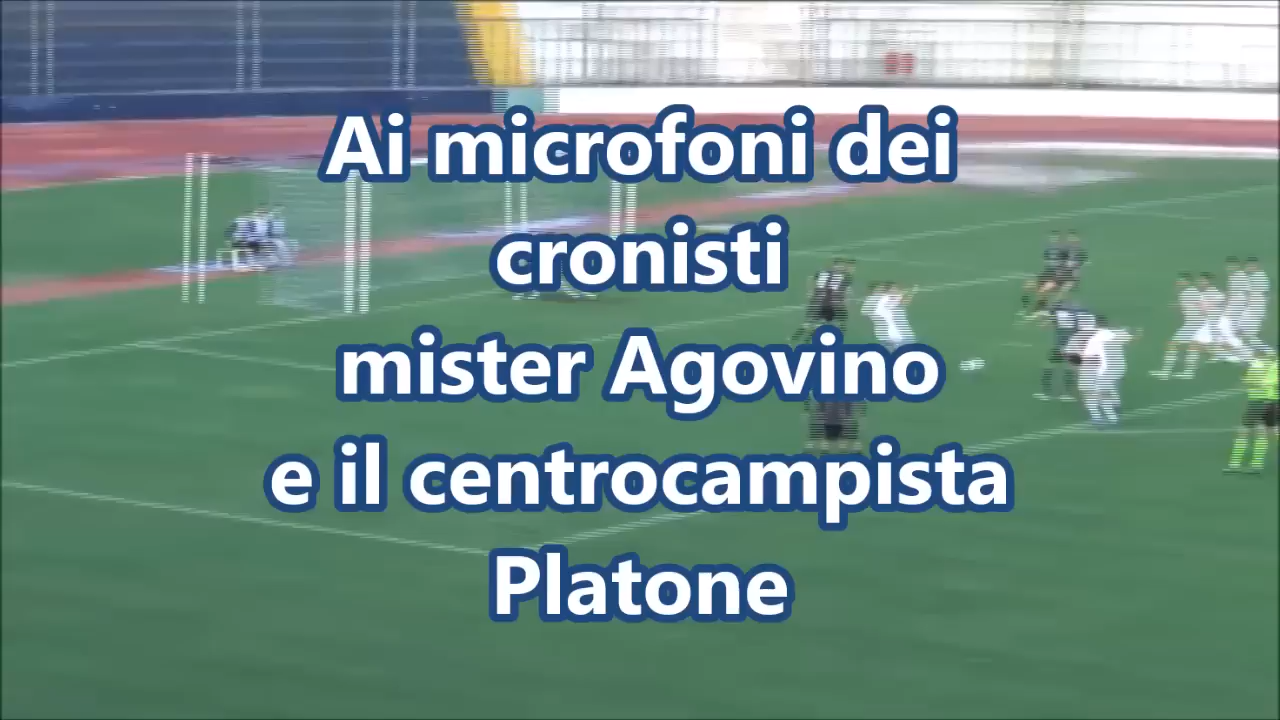 Ai microfoni dei
cronisti
mister Agovino
e il centrocampista
Platone